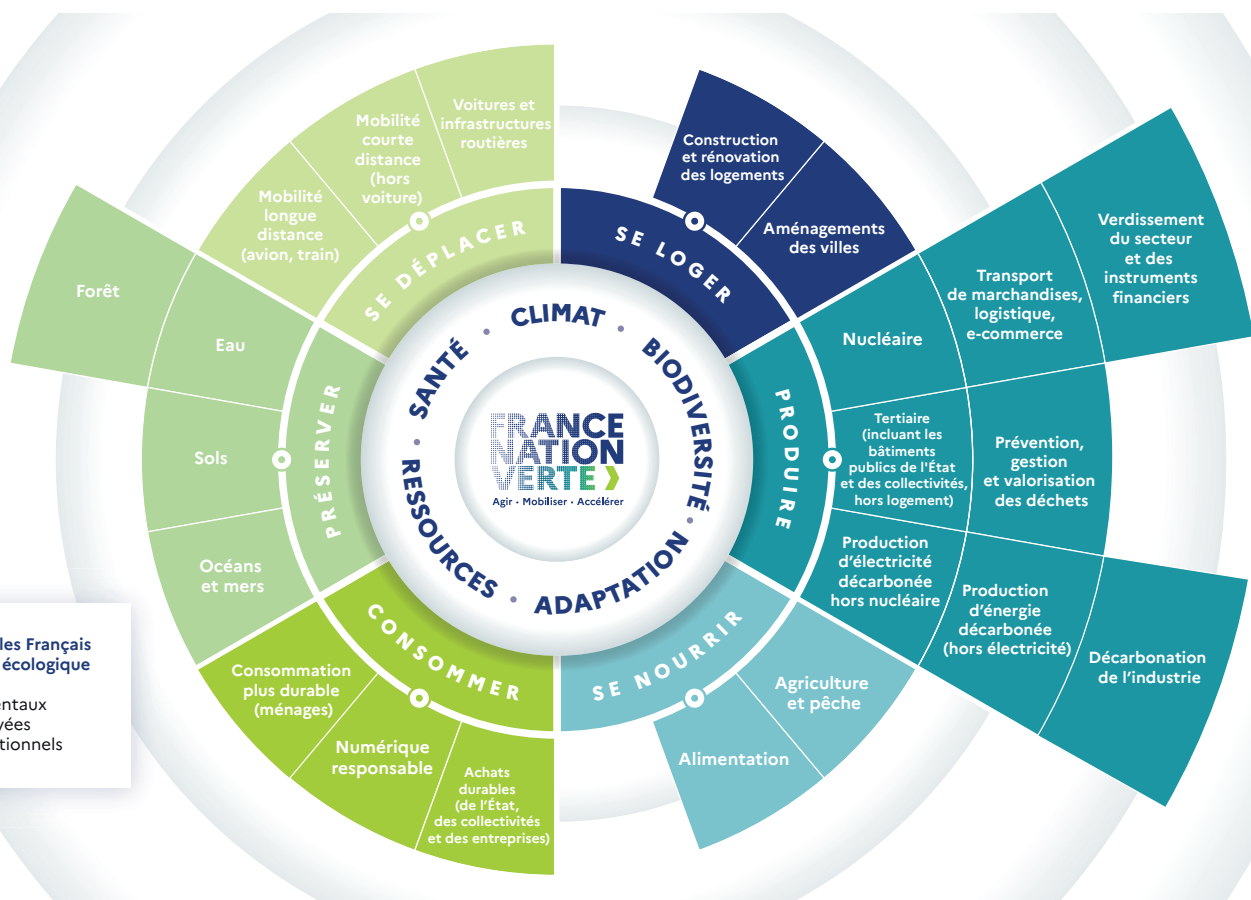 FRANCE
NATION
VERTE
Agir • Mobiliser • Accélérer
SANTÉ • CLIMAT • BIODIVERSITÉ • ADAPTATION • RESSOURCES •
SE DÉPLACER
Mobilité
longue
distance
(avion, train)
Mobilité
courte
distance
(hors
voiture)
Voitures et
infrastructures
routières
SE LOGER
Construction
et rénovation
des logements
Aménagements
des villes
PRODUIRE
Nucléaire
Transport
de marchandises,
logistique,
e-commerce
Verdissement
du secteur
et des
instruments
financiers
Tertiaire
(incluant les
bâtiments
publics de l'État
et des collectivités,
hors logement)
Prévention,
gestion
et valorisation
des déchets
Production
d’électricité
décarbonée
hors nucléaire
Production
d’énergie
décarbonée
(hors électricité)
Décarbonation
de l’industrie
SE NOURRIR
Agriculture
et pêche
Alimentation
CONSOMMER
Achats
durables
(de l’État,
des collectivités
et des entreprises)
Numérique
responsable
Consommation
plus durable
(ménages)
PRÉSERVER
Océans
et mers
Sols
Eau
Forêt
les Français
écologique